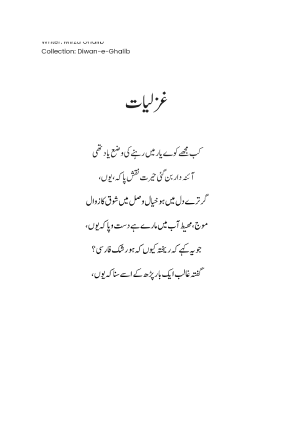 Writer: Mirza Ghalib
Collection: Diwan-e-Ghalib
غزلیات
کب مجھے کوے یار میں رہنے کی وضع یاد تھی
آئنہ دار بن گئی حیرت نقش پا کہ، یوں،
گر ترے دل میں ہو خیال وصل میں شوق کا زوال
موج، محیط آب میں مارے ہے دست و پا کہ یوں،
جو یہ کہے کہ ریختہ کیوں کہ ہو رشک فارسی؟
گفتہ غالب ایک بار پڑھ کے اسے سنا کہ یوں،